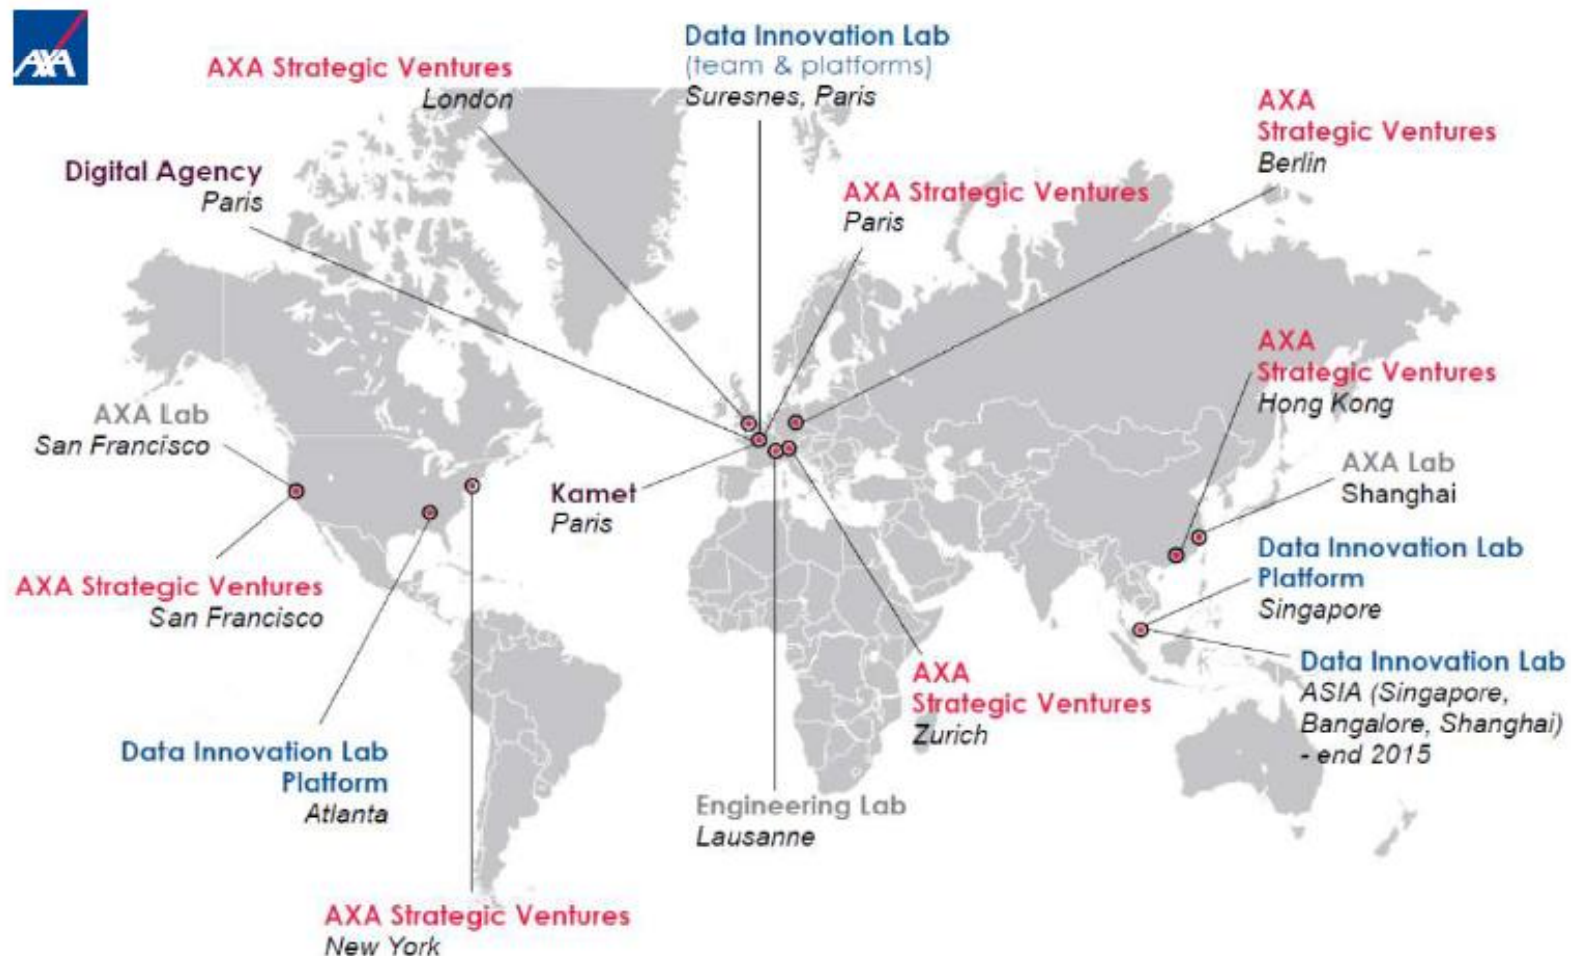 AXA
AXA Strategic Ventures
London
Data Innovation Lab
(team & platforms)
Suresnes, Paris
AXA
Strategic Ventures
Berlin
Digital Agency
Paris
AXA Strategic Ventures
Paris
AXA
Strategic Ventures
Hong Kong
AXA Lab
San Francisco
AXA Lab
Shanghai
Kamet
Paris
Data Innovation Lab
Platform
Singapore
AXA Strategic Ventures
San Francisco
Data Innovation Lab
ASIA (Singapore,
Bangalore, Shanghai)
- end 2015
AXA
Strategic Ventures
Zurich
Data Innovation Lab
Platform
Atlanta
Engineering Lab
Lausanne
AXA Strategic Ventures
New York